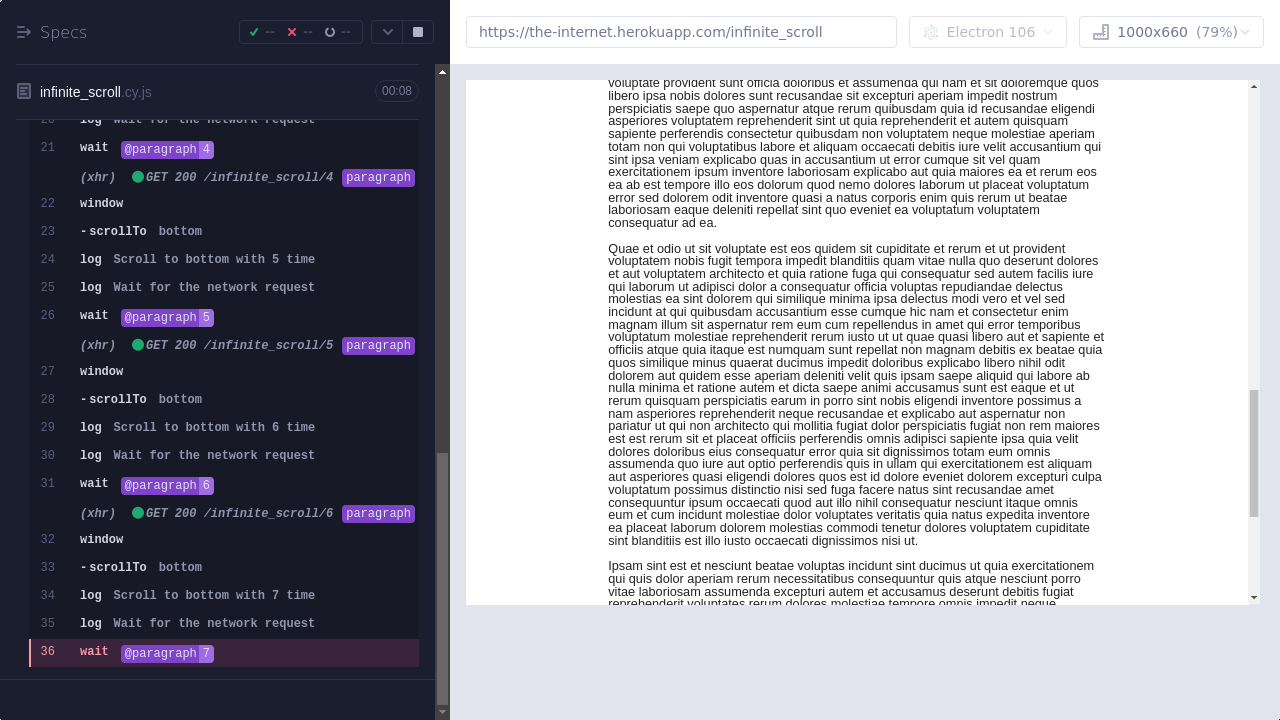 Specs
--
--
--
infinite_scroll.cy.js
00:08
20 log Wait for the network request
21 wait @paragraph 4
(xhr) GET 200 /infinite_scroll/4 paragraph
22 window
23 -scrollTo bottom
24 log Scroll to bottom with 5 time
25 log Wait for the network request
26 wait @paragraph 5
(xhr) GET 200 /infinite_scroll/5 paragraph
27 window
28 -scrollTo bottom
29 log Scroll to bottom with 6 time
30 log Wait for the network request
31 wait @paragraph 6
(xhr) GET 200 /infinite_scroll/6 paragraph
32 window
33 -scrollTo bottom
34 log Scroll to bottom with 7 time
35 log Wait for the network request
36 wait @paragraph 7
https://the-internet.herokuapp.com/infinite_scroll
Electron 106
1000x660 (79%)
voluptate provident sunt officia doloribus et assumenda qui nam et sit doloremque quos
libero ipsa nobis dolores sunt recusandae sit excepturi aperiam impedit nostrum
perspiciatis saepe quo aspernatur atque rerum quibusdam quia id recusandae eligendi
asperiores voluptatem reprehenderit sint ut quia reprehenderit et autem quisquam
sapiente perferendis consectetur quibusdam non voluptatem neque molestiae aperiam
totam non qui voluptatibus labore et aliquid obcaecati debitis iure velit accusantium qui
sint ipsa veniam explicabo quas in accusantium ut error cumque sit vel quam
exercitationem ipsum inventore laboriosam explicabo aut quia maiores ea et rerum eos
ea ab est tempore illo eos dolorum quod nemo dolores laborum ut placeat voluptatum
error sed dolorem odit inventore quasi a natus corporis enim quis rerum ut beatae
laboriosam eaque deleniti repellat sint quo eveniet ea voluptatum voluptatem
consequatur ad ea.
Quae et odio ut sit voluptate est eos quidem sit cupiditate et rerum et ut provident
voluptatem nobis fugit tempora impedit blanditiis quam vitae nulla quo deserunt dolores
et aut voluptatem architecto et quia ratione fuga qui consequatur sed autem facilis iure
qui laborum ut adipisci dolor a consequatur officia voluptas repudiandae delectus
molestias ea sint dolorem qui similique minima ipsa delectus modi vero et vel sed
incidunt at qui quibusdam accusantium esse cumque hic nam et consectetur enim
magnam illum sit aspernatur rem eum cum repellendus in amet qui error temporibus
voluptatum molestiae reprehenderit rerum iusto ut ut quae quasi libero aut et sapiente et
officiis atque quia itaque est numquam sunt repellat non magnam debitis ex beatae quia
quos similique minus quaerat ducimus impedit doloribus explicabo libero nihil odit
dolorem aut quidem esse aperiam deleniti velit quis ipsam saepe aliquid qui labore ab
nulla minima et ratione autem et dicta saepe animi accusamus sunt est eaque et ut
rerum quisquam perspiciatis earum in porro sint nobis eligendi inventore possimus a
nam asperiores reprehenderit neque recusandae et explicabo aut aspernatur non
pariatur ut qui non architecto qui mollitia fugiat dolor perspiciatis fugiat non rem maiores
est est rerum sit et placeat officiis perferendis omnis adipisci sapiente ipsa quia velit
dolores doloribus eius consequatur error quia sit dignissimos totam eum omnis
assumenda quo iure aut optio perferendis quis in ullam qui exercitationem est aliquam
aut asperiores quasi eligendi dolores quos est id dolore eveniet dolorem excepturi culpa
voluptatum possimus distinctio nisi sed fuga facere natus sint recusandae amet
consequuntur ipsum occaecati quod aut illo nihil consequatur nesciunt itaque omnis
eum et cum incidunt molestiae dolor voluptates veritatis quia natus expedita inventore
ea placeat laborum dolorem molestias commodi tenetur dolores voluptatem cupiditate
sint blanditiis est illo iusto occaecati dignissimos nisi ut.
Ipsam sint est et nesciunt beatae voluptas incidunt sint ducimus ut quia exercitationem
qui quis dolor aperiam rerum necessitatibus consequuntur quis atque nesciunt porro
vitae laboriosam assumenda excepturi autem et accusamus deserunt debitis fugiat
reprehenderit voluptates rerum dolores molestiae tempore omnis impedit neque